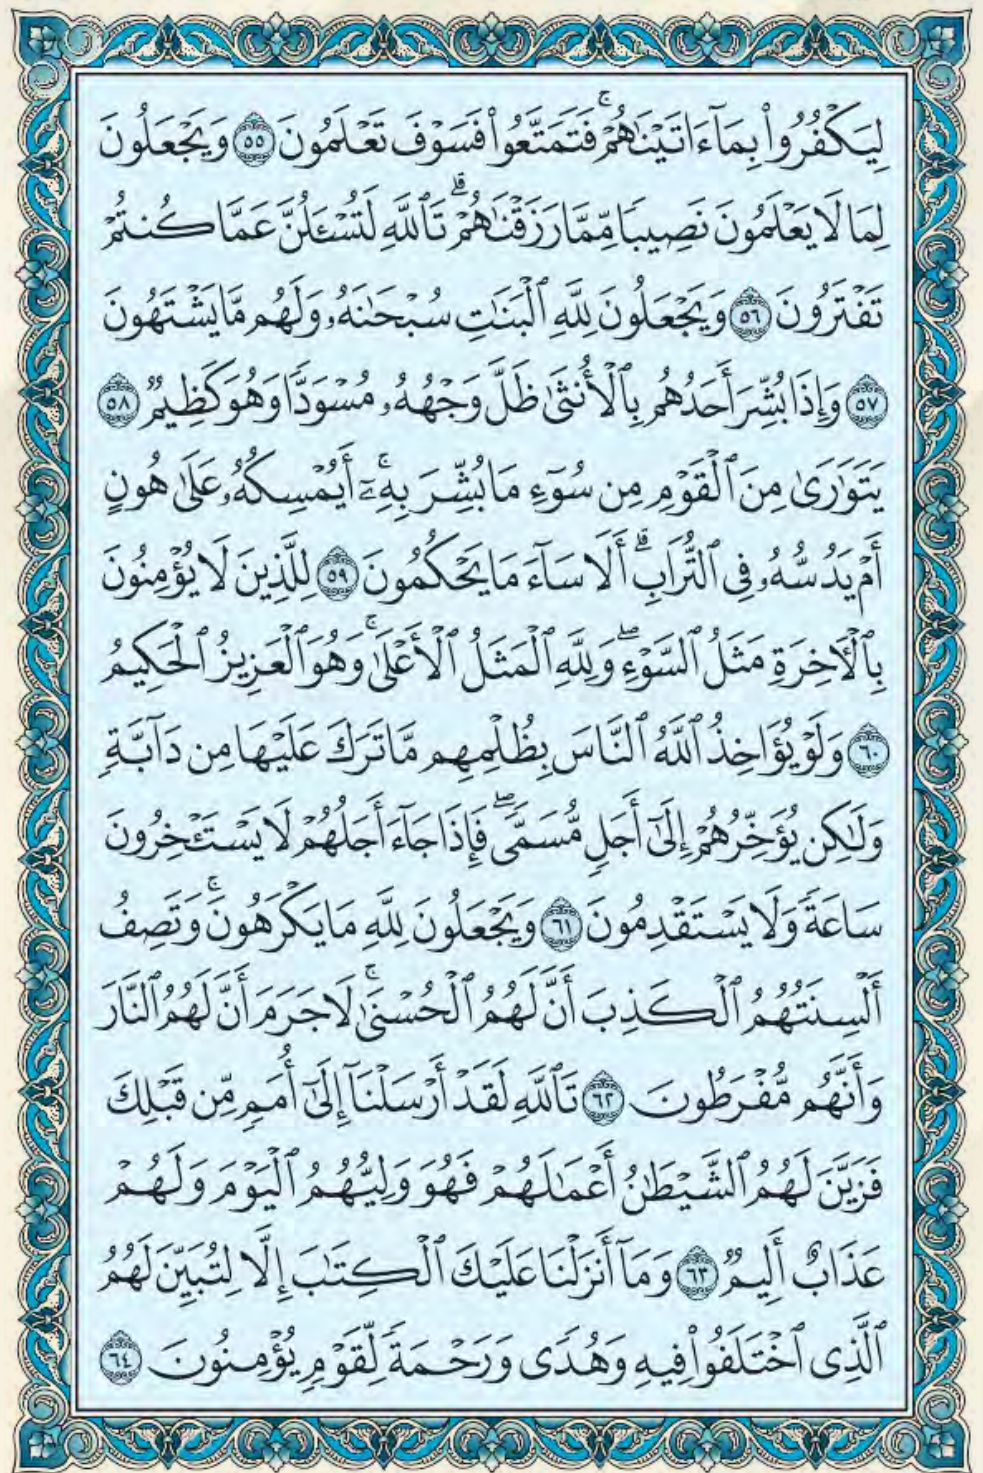 لِيَكۡفُرُواْ بِمَآ ءَاتَيۡنَٰهُمۡۚ فَتَمَتَّعُواْ فَسَوۡفَ تَعۡلَمُونَ ٥٥ وَيَجۡعَلُونَ
لِمَا لَا يَعۡلَمُونَ نَصِيبٗا مِّمَّا رَزَقۡنَٰهُمۡۗ تَٱللَّهِ لَتُسۡـَٔلُنَّ عَمَّا كُنتُمۡ
تَفۡتَرُونَ ٥٦ وَيَجۡعَلُونَ لِلَّهِ ٱلۡبَنَٰتِ سُبۡحَٰنَهُۥ وَلَهُم مَّا يَشۡتَهُونَ
٥٧ وَإِذَا بُشِّرَ أَحَدُهُم بِٱلۡأُنثَىٰ ظَلَّ وَجۡهُهُۥ مُسۡوَدّٗا وَهُوَ كَظِيمٞ ٥٨
يَتَوَٰرَىٰ مِنَ ٱلۡقَوۡمِ مِن سُوٓءِ مَا بُشِّرَ بِهِۦٓۚ أَيُمۡسِكُهُۥ عَلَىٰ هُونٍ
أَمۡ يَدُسُّهُۥ فِي ٱلتُّرَابِۗ أَلَا سَآءَ مَا يَحۡكُمُونَ ٥٩ لِلَّذِينَ لَا يُؤۡمِنُونَ
بِٱلۡأٓخِرَةِ مَثَلُ ٱلسَّوۡءِۖ وَلِلَّهِ ٱلۡمَثَلُ ٱلۡأَعۡلَىٰۚ وَهُوَ ٱلۡعَزِيزُ ٱلۡحَكِيمُ
٦٠ وَلَوۡ يُؤَاخِذُ ٱللَّهُ ٱلنَّاسَ بِظُلۡمِهِم مَّا تَرَكَ عَلَيۡهَا مِن دَآبَّةٖ
وَلَٰكِن يُؤَخِّرُهُمۡ إِلَىٰٓ أَجَلٖ مُّسَمّٗىۖ فَإِذَا جَآءَ أَجَلُهُمۡ لَا يَسۡتَـٔۡخِرُونَ
سَاعَةٗ وَلَا يَسۡتَقۡدِمُونَ ٦١ وَيَجۡعَلُونَ لِلَّهِ مَا يَكۡرَهُونَۚ وَتَصِفُ
أَلۡسِنَتُهُمُ ٱلۡكَذِبَ أَنَّ لَهُمُ ٱلۡحُسۡنَىٰۚ لَا جَرَمَ أَنَّ لَهُمُ ٱلنَّارَ
وَأَنَّهُم مُّفۡرَطُونَ ٦٢ تَٱللَّهِ لَقَدۡ أَرۡسَلۡنَآ إِلَىٰٓ أُمَمٖ مِّن قَبۡلِكَ
فَزَيَّنَ لَهُمُ ٱلشَّيۡطَٰنُ أَعۡمَٰلَهُمۡ فَهُوَ وَلِيُّهُمُ ٱلۡيَوۡمَ وَلَهُمۡ
عَذَابٌ أَلِيمٞ ٦٣ وَمَآ أَنزَلۡنَا عَلَيۡكَ ٱلۡكِتَٰبَ إِلَّا لِتُبَيِّنَ لَهُمُ
ٱلَّذِي ٱخۡتَلَفُواْ فِيهِ وَهُدٗى وَرَحۡمَةٗ لِّقَوۡمٖ يُؤۡمِنُونَ ٦٤